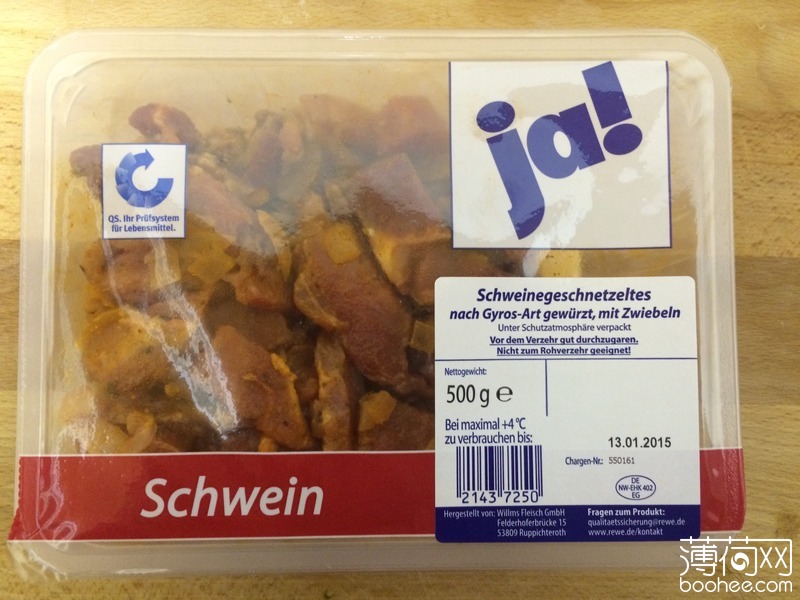 ja!
QS. Ihr Prüfsystem
für Lebensmittel.
Schweinegeschnetzeltes
nach Gyros-Art gewürzt, mit Zwiebeln
Unter Schutzatmosphäre verpackt
Vor dem Verzehr gut durchzugaren.
Nicht zum Rohverzehr geeignet!
Nettogewicht:
500 g ℮
Bei maximal +4 °C
zu verbrauchen bis:
13.01.2015
Chargen-Nr.: 550161
2143 7250
DE
NW-EHK 402
EG
Hergestellt von: Willms Fleisch GmbH
Felderhoferbrücke 15
53809 Ruppichteroth
Fragen zum Produkt:
qualitaetssicherung@rewe.de
www.rewe.de/kontakt
Schwein
薄荷网
boohee.com